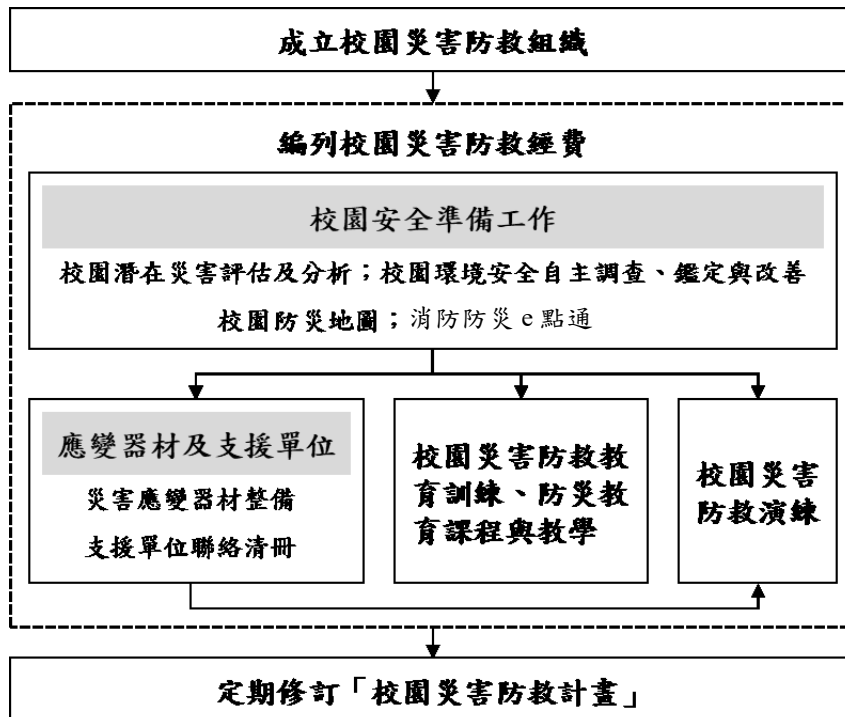 成立校園災害防救組織
編列校園災害防救經費
校園安全準備工作
校園潛在災害評估及分析；校園環境安全自主調查、鑑定與改善
校園防災地圖；消防防災 e 點通
應變器材及支援單位
災害應變器材整備
支援單位聯絡清冊
校園災害防救教
育訓練、防災教
育課程與教學
校園災害
防救演練
定期修訂「校園災害防救計畫」